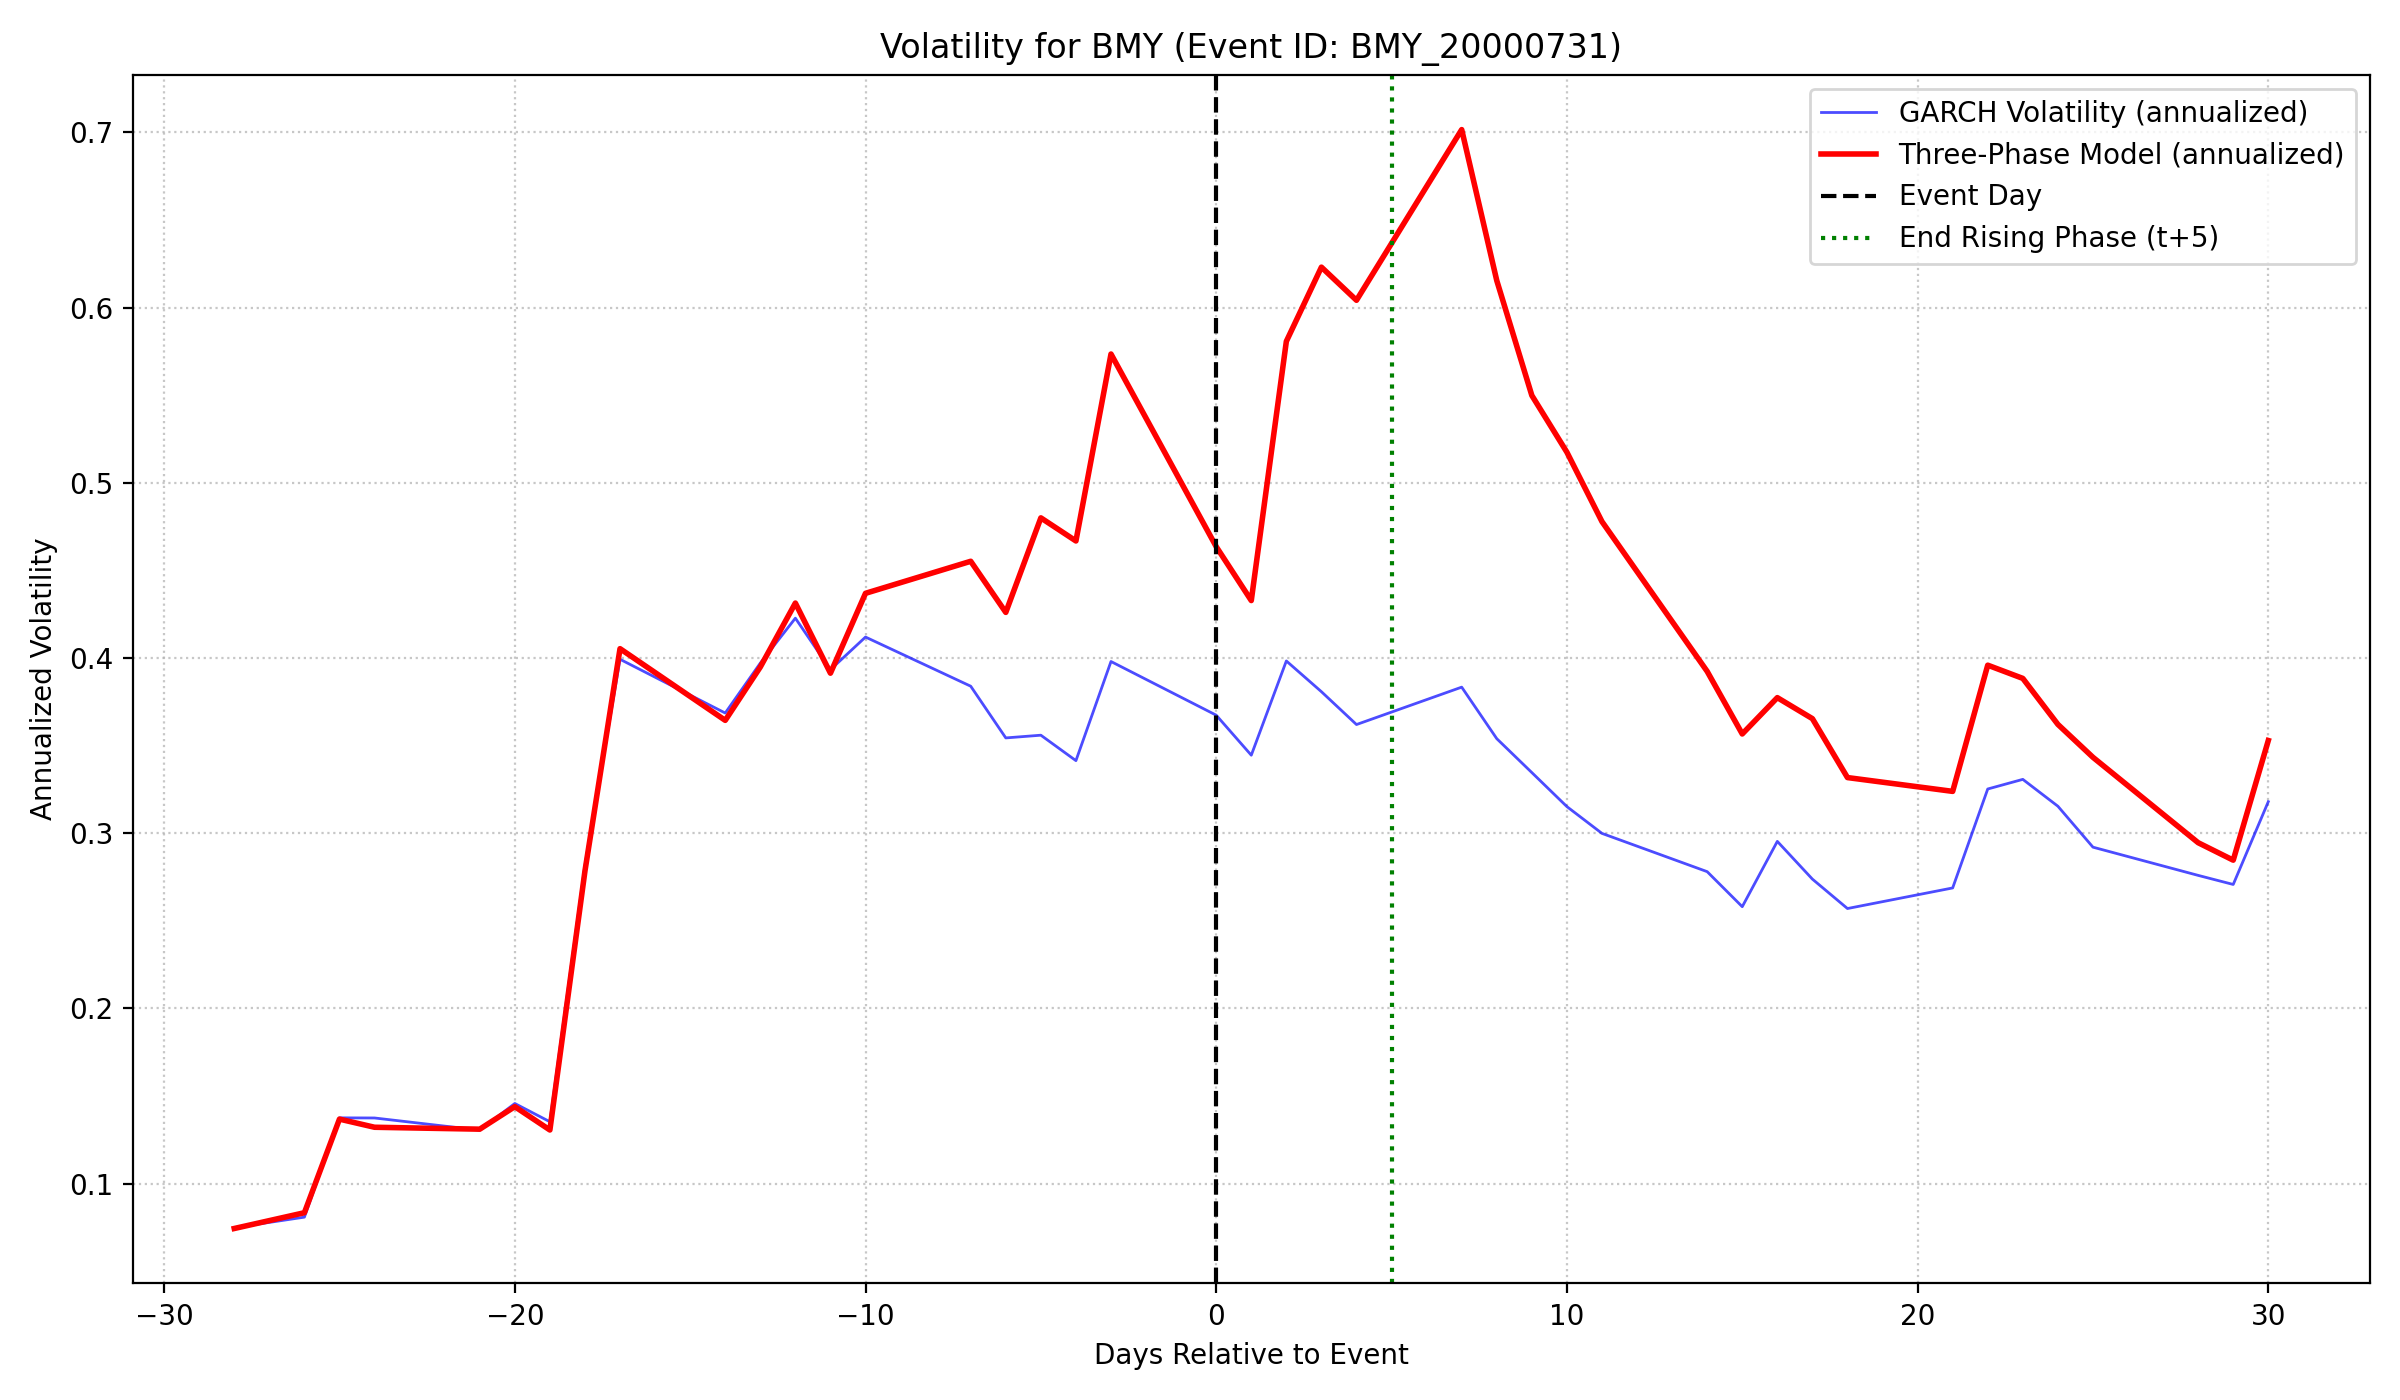 Volatility for BMY (Event ID: BMY_20000731)
GARCH Volatility (annualized)
Three-Phase Model (annualized)
Event Day
End Rising Phase (t+5)
Annualized Volatility
0.7
0.6
0.5
0.4
0.3
0.2
0.1
−30
−20
−10
0
10
20
30
Days Relative to Event